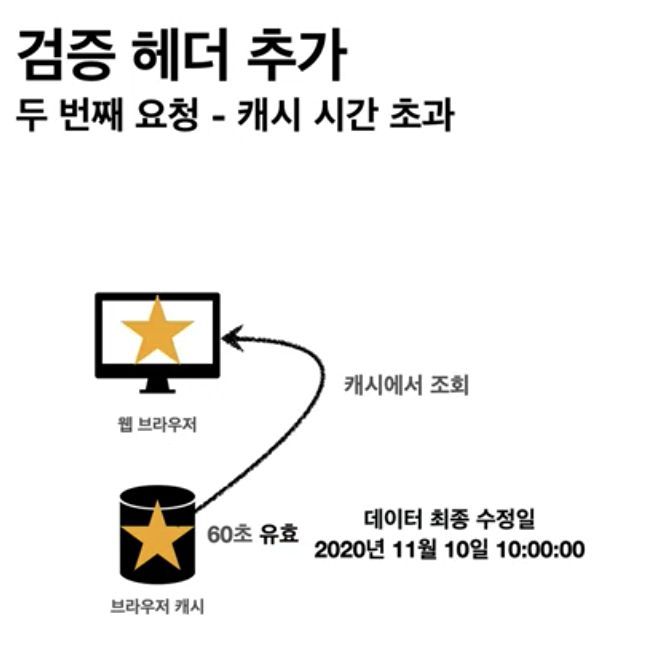 검증 헤더 추가
두 번째 요청 - 캐시 시간 초과
캐시에서 조회
웹 브라우저
60초 유효
데이터 최종 수정일
2020년 11월 10일 10:00:00
브라우저 캐시